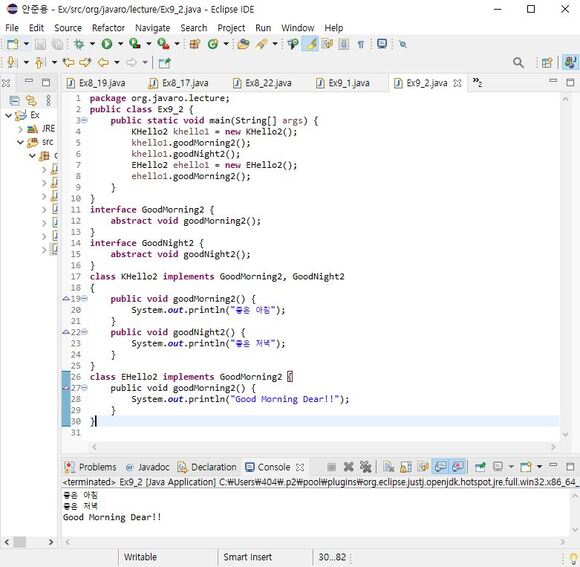 안준용 - Ex/src/org/javaro/lecture/Ex9_2.java - Eclipse IDE
File Edit Source Refactor Navigate Search Project Run Window Help
Ex8_19.java Ex8_17.java Ex8_22.java Ex9_1.java Ex9_2.java »2
Ex
JRE
src
1 package org.javaro.lecture;
2 public class Ex9_2 {
3 public static void main(String[] args) {
4 KHello2 khello1 = new KHello2();
5 khello1.goodMorning2();
6 khello1.goodNight2();
7 EHello2 ehello1 = new EHello2();
8 ehello1.goodMorning2();
9 }
10 }
11 interface GoodMorning2 {
12 abstract void goodMorning2();
13 }
14 interface GoodNight2 {
15 abstract void goodNight2();
16 }
17 class KHello2 implements GoodMorning2, GoodNight2
18 {
19 public void goodMorning2() {
20 System.out.println("좋은 아침");
21 }
22 public void goodNight2() {
23 System.out.println("좋은 저녁");
24 }
25 }
26 class EHello2 implements GoodMorning2 {
27 public void goodMorning2() {
28 System.out.println("Good Morning Dear!!");
29 }
30 }
31
Problems Javadoc Declaration Console
<terminated> Ex9_2 [Java Application] C:₩Users₩404₩.p2₩pool₩plugins₩org.eclipse.justj.openjdk.hotspot.jre.full.win32.x86_64_
좋은 아침
좋은 저녁
Good Morning Dear!!
Writable Smart Insert 30...82